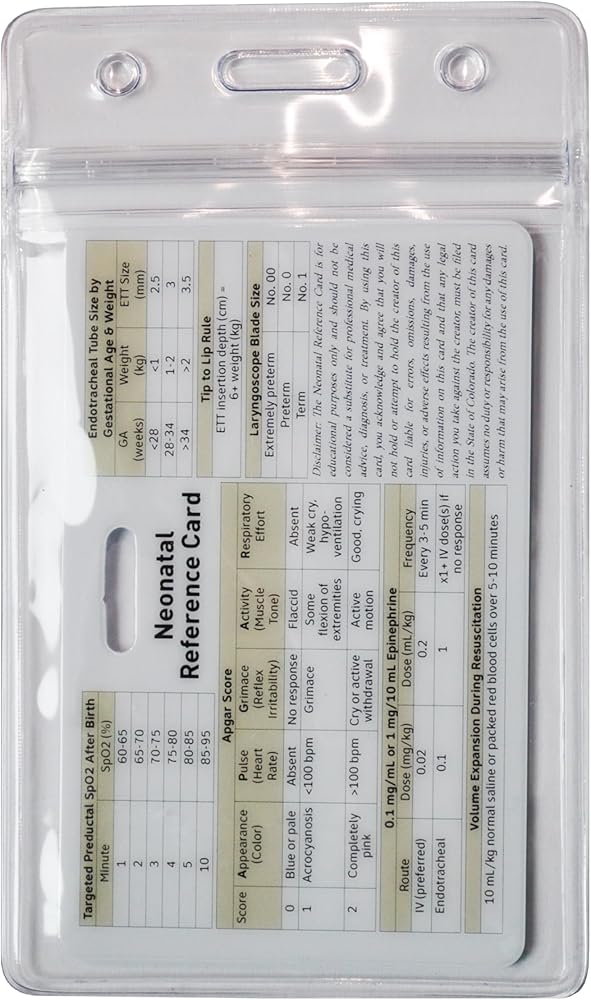 Targeted Preductal SpO2 After Birth
Minute SpO2 (%)
1 60-65
2 65-70
3 70-75
4 75-80
5 80-85
10 85-95
Neonatal
Reference Card
Endotracheal Tube Size by
Gestational Age & Weight
GA (weeks) Weight (kg) ETT Size (mm)
<28 <1 2.5
28-34 1-2 3
>34 >2 3.5
Tip to Lip Rule
ETT insertion depth (cm) =
6+ weight (kg)
Laryngoscope Blade Size
Extremely preterm No. 00
Preterm No. 0
Term No. 1
Apgar Score
Score Appearance (Color) Pulse (Heart Rate) Grimace (Reflex Irritability) Activity (Muscle Tone) Respiratory Effort
0 Blue or pale Absent No response Flaccid Absent
1 Acrocyanosis <100 bpm Grimace Some flexion of extremities Weak cry, hypo-ventilation
2 Completely pink >100 bpm Cry or active withdrawal Active motion Good, crying
0.1 mg/mL or 1 mg/10 mL Epinephrine
Route Dose (mg/kg) Dose (mL/kg) Frequency
IV (preferred) 0.02 0.2 Every 3-5 min
Endotracheal 0.1 1 x1+ IV dose(s) if no response
Volume Expansion During Resuscitation
10 mL/kg normal saline or packed red blood cells over 5-10 minutes
Disclaimer: The Neonatal Reference Card is for
educational purposes only and should not be
considered a substitute for professional medical
advice, diagnosis, or treatment. By using this
card, you acknowledge and agree that you will
not hold or attempt to hold the creator of this
card liable for errors, omissions, damages,
injuries, or adverse effects resulting from the use
of information on this card and that any legal
action you take against the creator, must be filed
in the State of Colorado. The creator of this card
assumes no duty or responsibility for any damages
or harm that may arise from the use of this card.